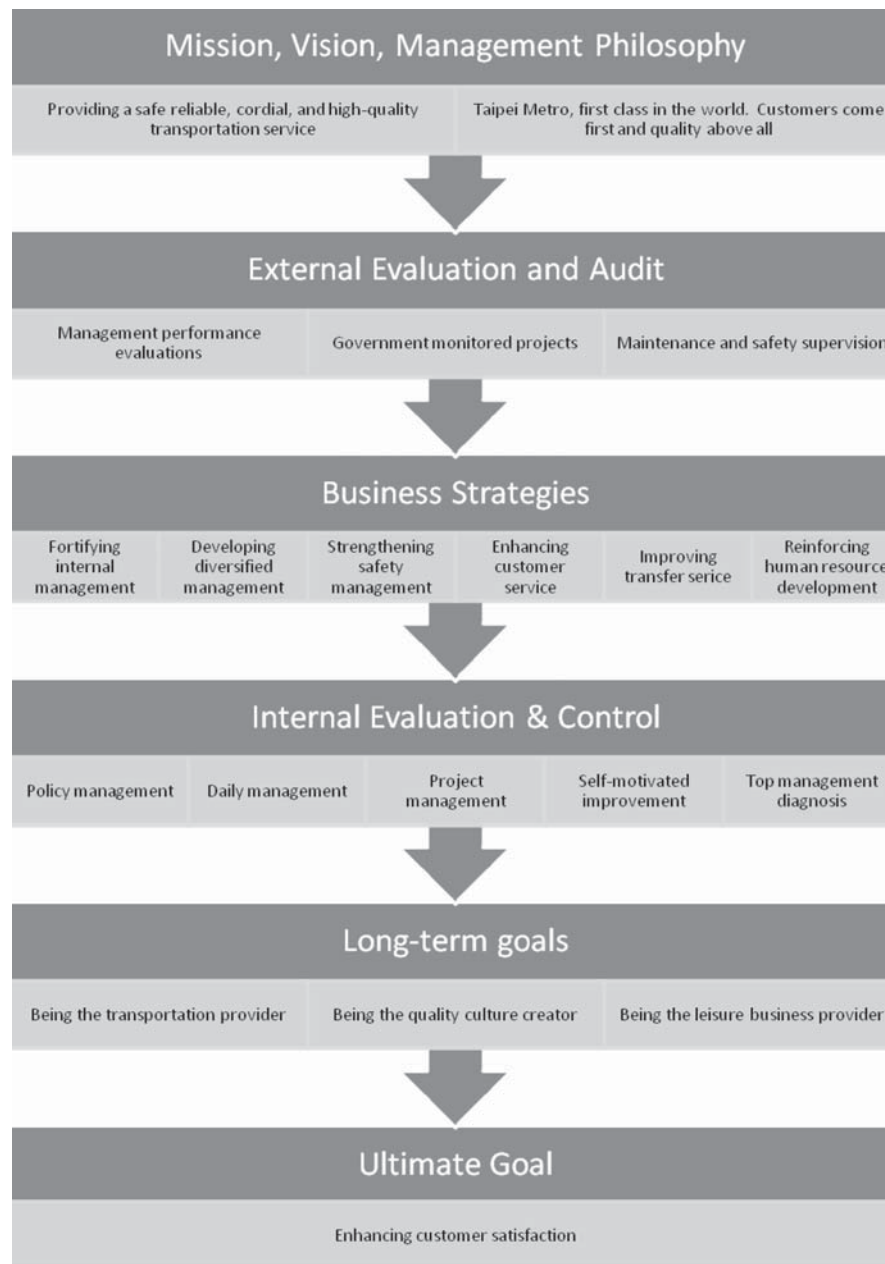 Mission, Vision, Management Philosophy
Providing a safe reliable, cordial, and high-quality
transportation service
Taipei Metro, first class in the world. Customers come
first and quality above all
External Evaluation and Audit
Management performance
evaluations
Government monitored projects
Maintenance and safety supervision
Business Strategies
Fortifying
internal
management
Developing
diversified
management
Strengthening
safety
management
Enhancing
customer
service
Improving
transfer serice
Reinforcing
human resource
development
Internal Evaluation & Control
Policy management
Daily management
Project
management
Self-motivated
improvement
Top management
diagnosis
Long-term goals
Being the transportation provider
Being the quality culture creator
Being the leisure business provider
Ultimate Goal
Enhancing customer satisfaction